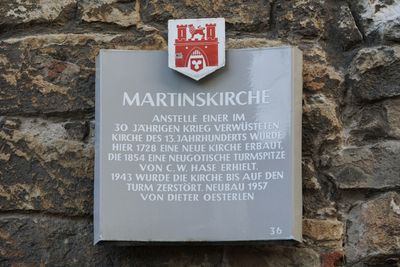 MARTINSKIRCHE
ANSTELLE EINER IM
30 JÄHRIGEN KRIEG VERWÜSTETEN
KIRCHE DES 13. JAHRHUNDERTS WURDE
HIER 1728 EINE NEUE KIRCHE ERBAUT,
DIE 1854 EINE NEUGOTISCHE TURMSPITZE
VON C. W. HASE ERHIELT.
1943 WURDE DIE KIRCHE BIS AUF DEN
TURM ZERSTÖRT. NEUBAU 1957
VON DIETER OESTERLEN
36